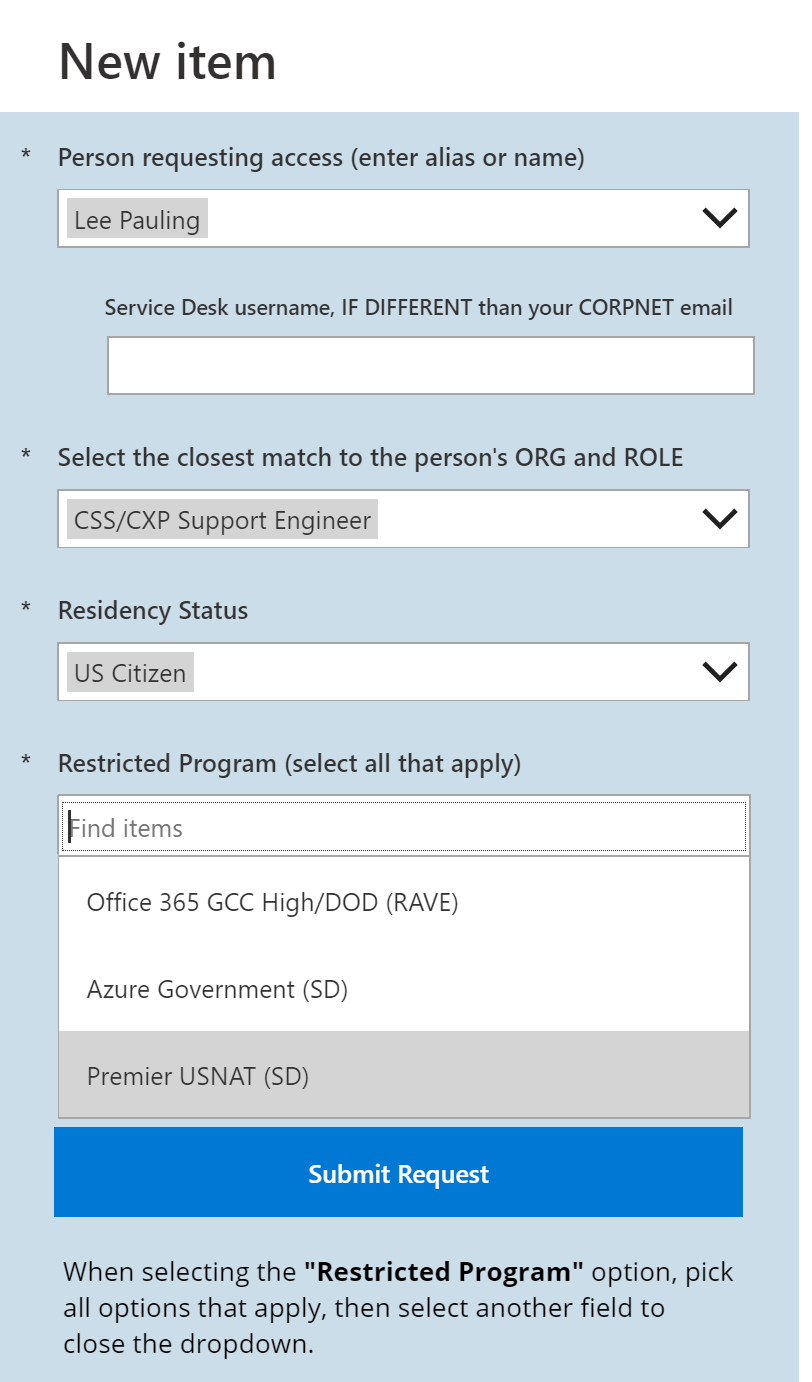 New item
* Person requesting access (enter alias or name)
Lee Pauling
Service Desk username, IF DIFFERENT than your CORPNET email
* Select the closest match to the person's ORG and ROLE
CSS/CXP Support Engineer
* Residency Status
US Citizen
* Restricted Program (select all that apply)
Find items
Office 365 GCC High/DOD (RAVE)
Azure Government (SD)
Premier USNAT (SD)
Submit Request
When selecting the "Restricted Program" option, pick
all options that apply, then select another field to
close the dropdown.